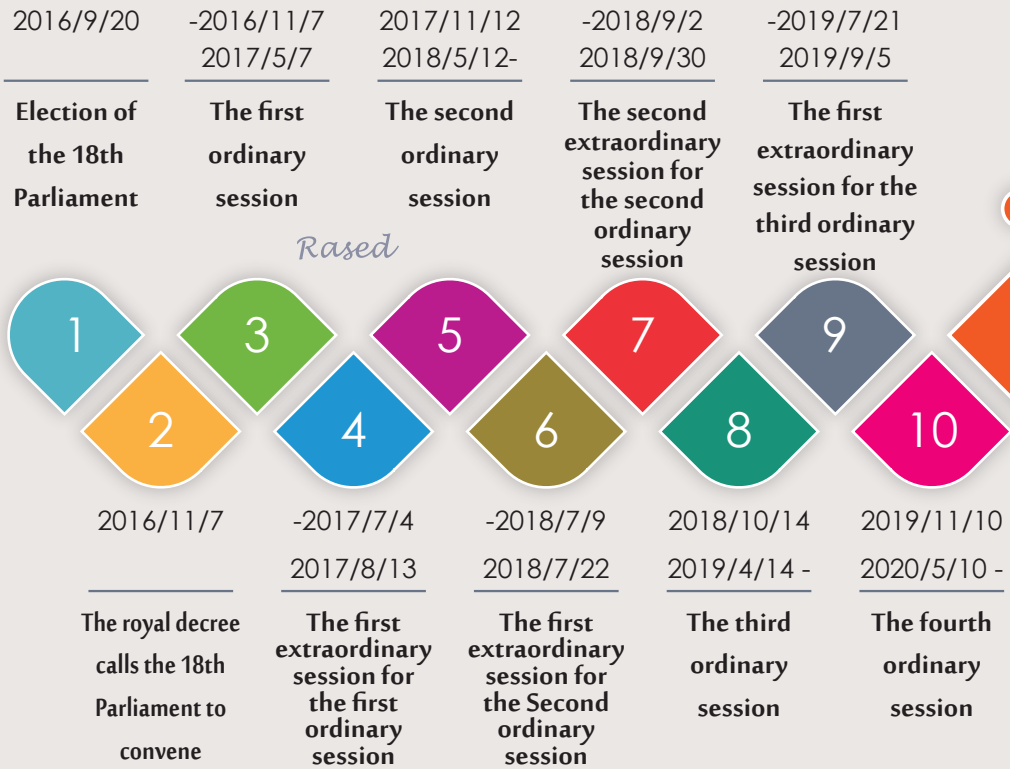 2016/9/20
Election of
the 18th
Parliament
-2016/11/7
2017/5/7
The first
ordinary
session
2017/11/12
2018/5/12-
The second
ordinary
session
-2018/9/2
2018/9/30
The second
extraordinary
session for
the second
ordinary
session
-2019/7/21
2019/9/5
The first
extraordinary
session for the
third ordinary
session
Rased
1
3
5
7
9
2
4
6
8
10
2016/11/7
The royal decree
calls the 18th
Parliament to
convene
-2017/7/4
2017/8/13
The first
extraordinary
session for
the first
ordinary
session
-2018/7/9
2018/7/22
The first
extraordinary
session for
the Second
ordinary
session
2018/10/14
2019/4/14 -
The third
ordinary
session
2019/11/10
2020/5/10 -
The fourth
ordinary
session